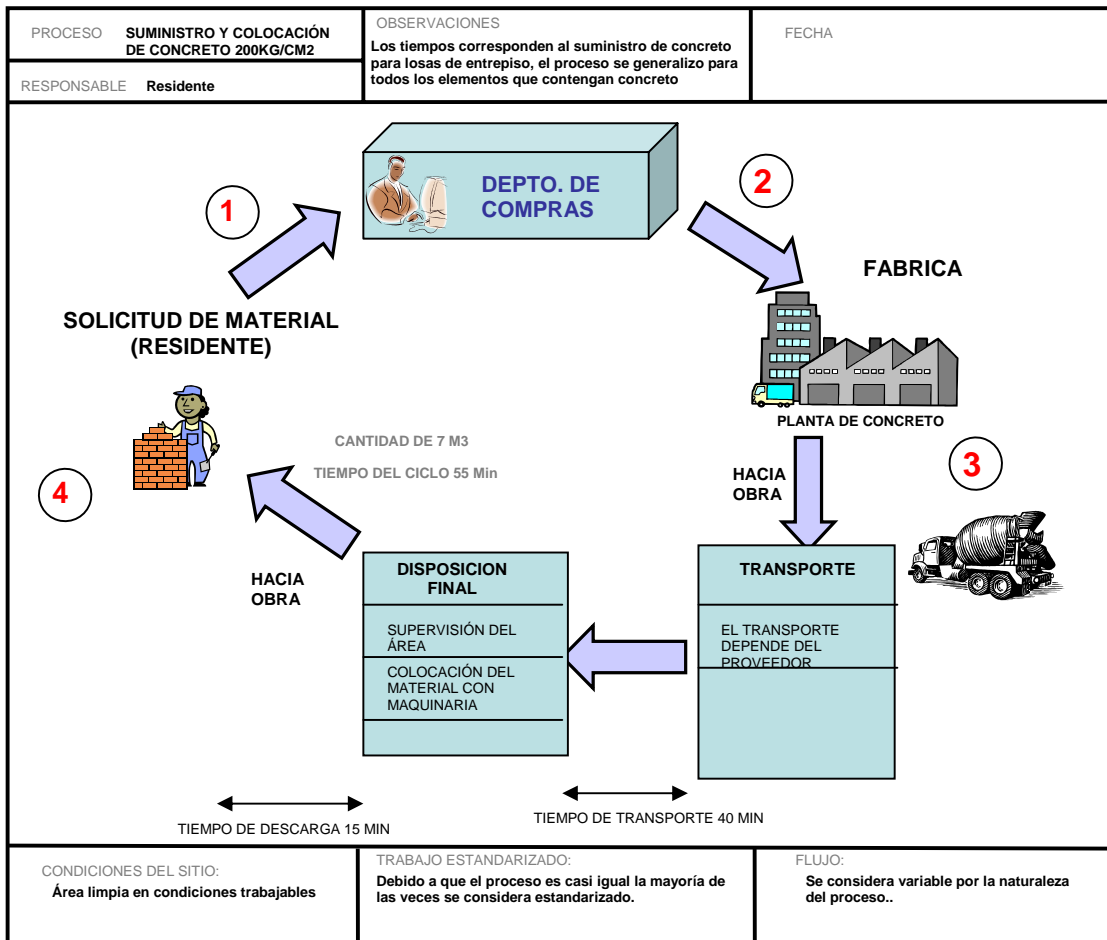 PROCESO SUMINISTRO Y COLOCACIÓN
DE CONCRETO 200KG/CM2
RESPONSABLE Residente
OBSERVACIONES
Los tiempos corresponden al suministro de concreto
para losas de entrepiso, el proceso se generalizo para
todos los elementos que contengan concreto
FECHA
1
DEPTO. DE
COMPRAS
2
FABRICA
SOLICITUD DE MATERIAL
(RESIDENTE)
PLANTA DE CONCRETO
CANTIDAD DE 7 M3
TIEMPO DEL CICLO 55 Min
HACIA
OBRA
3
4
HACIA
OBRA
DISPOSICION
FINAL
SUPERVISIÓN DEL
ÁREA
COLOCACIÓN DEL
MATERIAL CON
MAQUINARIA
TRANSPORTE
EL TRANSPORTE
DEPENDE DEL
PROVEEDOR
TIEMPO DE DESCARGA 15 MIN
TIEMPO DE TRANSPORTE 40 MIN
CONDICIONES DEL SITIO:
Área limpia en condiciones trabajables
TRABAJO ESTANDARIZADO:
Debido a que el proceso es casi igual la mayoría de
las veces se considera estandarizado.
FLUJO:
Se considera variable por la naturaleza
del proceso..